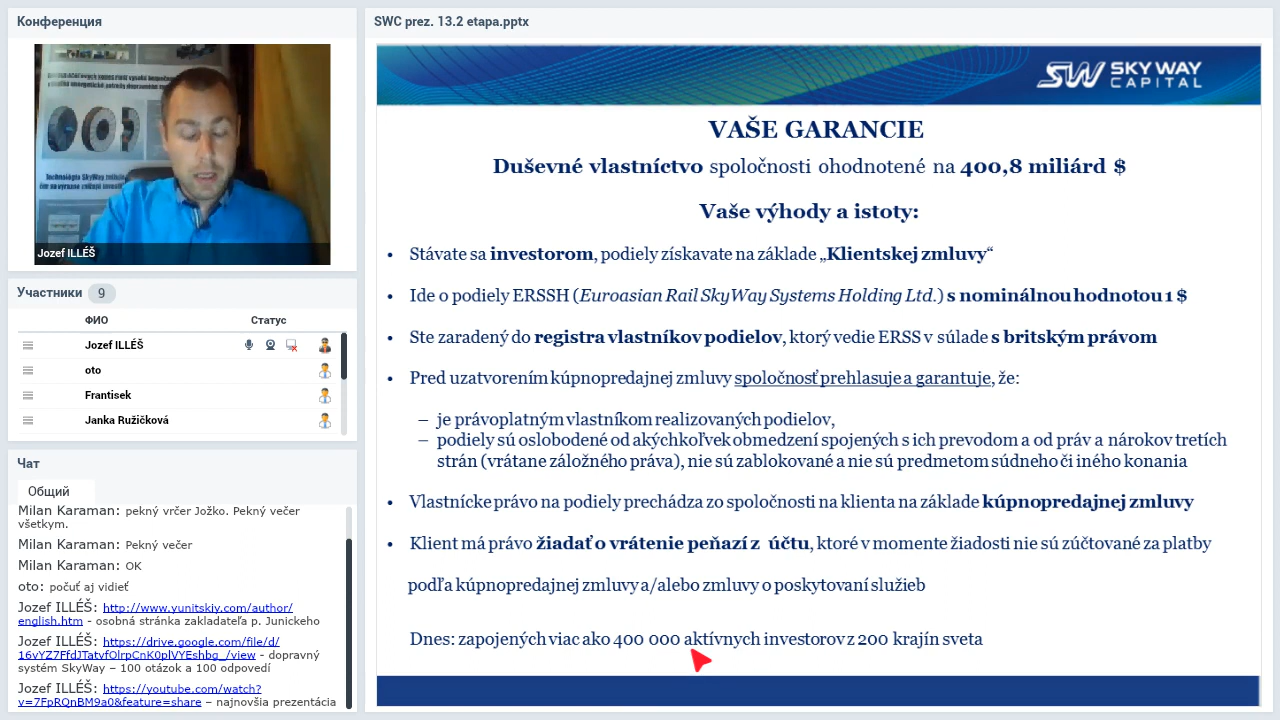 Конференция
Jozef ILLÉŠ
Участники 9
ФИО Статус
Jozef ILLÉŠ
oto
Frantisek
Janka Ružičková
Чат
Общий
Milan Karaman: pekný vrčer Jožko. Pekný večer
všetkym.
Milan Karaman: Pekný večer
Milan Karaman: OK
oto: počuť aj vidieť
Jozef ILLÉŠ: http://www.yunitskiy.com/author/
english.htm - osobná stránka zakladateľa p. Junickeho
Jozef ILLÉŠ: https://drive.google.com/file/d/
16vYZ7FfdJTatvfOlrpCnK0plVYEshbg_/view - dopravný
systém SkyWay – 100 otázok a 100 odpovedí
Jozef ILLÉŠ: https://youtube.com/watch?
v=7FpRQnBM9a0&feature=share – najnovšia prezentácia
SWC prez. 13.2 etapa.pptx
SW SKY WAY
CAPITAL
VAŠE GARANCIE
Duševné vlastníctvo spoločnosti ohodnotené na 400,8 miliárd $
Vaše výhody a istoty:
• Stávate sa investorom, podiely získavate na základe „Klientskej zmluvy“
• Ide o podiely ERSSH (Euroasian Rail SkyWay Systems Holding Ltd.) s nominálnou hodnotou 1 $
• Ste zaradený do registra vlastníkov podielov, ktorý vedie ERSS v súlade s britským právom
• Pred uzatvorením kúpnopredajnej zmluvy spoločnosť prehlasuje a garantuje, že:
– je právoplatným vlastníkom realizovaných podielov,
– podiely sú oslobodené od akýchkoľvek obmedzení spojených s ich prevodom a od práv a nárokov tretích
strán (vrátane záložného práva), nie sú zablokované a nie sú predmetom súdneho či iného konania
• Vlastnícke právo na podiely prechádza zo spoločnosti na klienta na základe kúpnopredajnej zmluvy
• Klient má právo žiadať o vrátenie peňazí z účtu, ktoré v momente žiadosti nie sú zúčtované za platby
podľa kúpnopredajnej zmluvy a/alebo zmluvy o poskytovaní služieb
Dnes: zapojených viac ako 400 000 aktívnych investorov z 200 krajín sveta